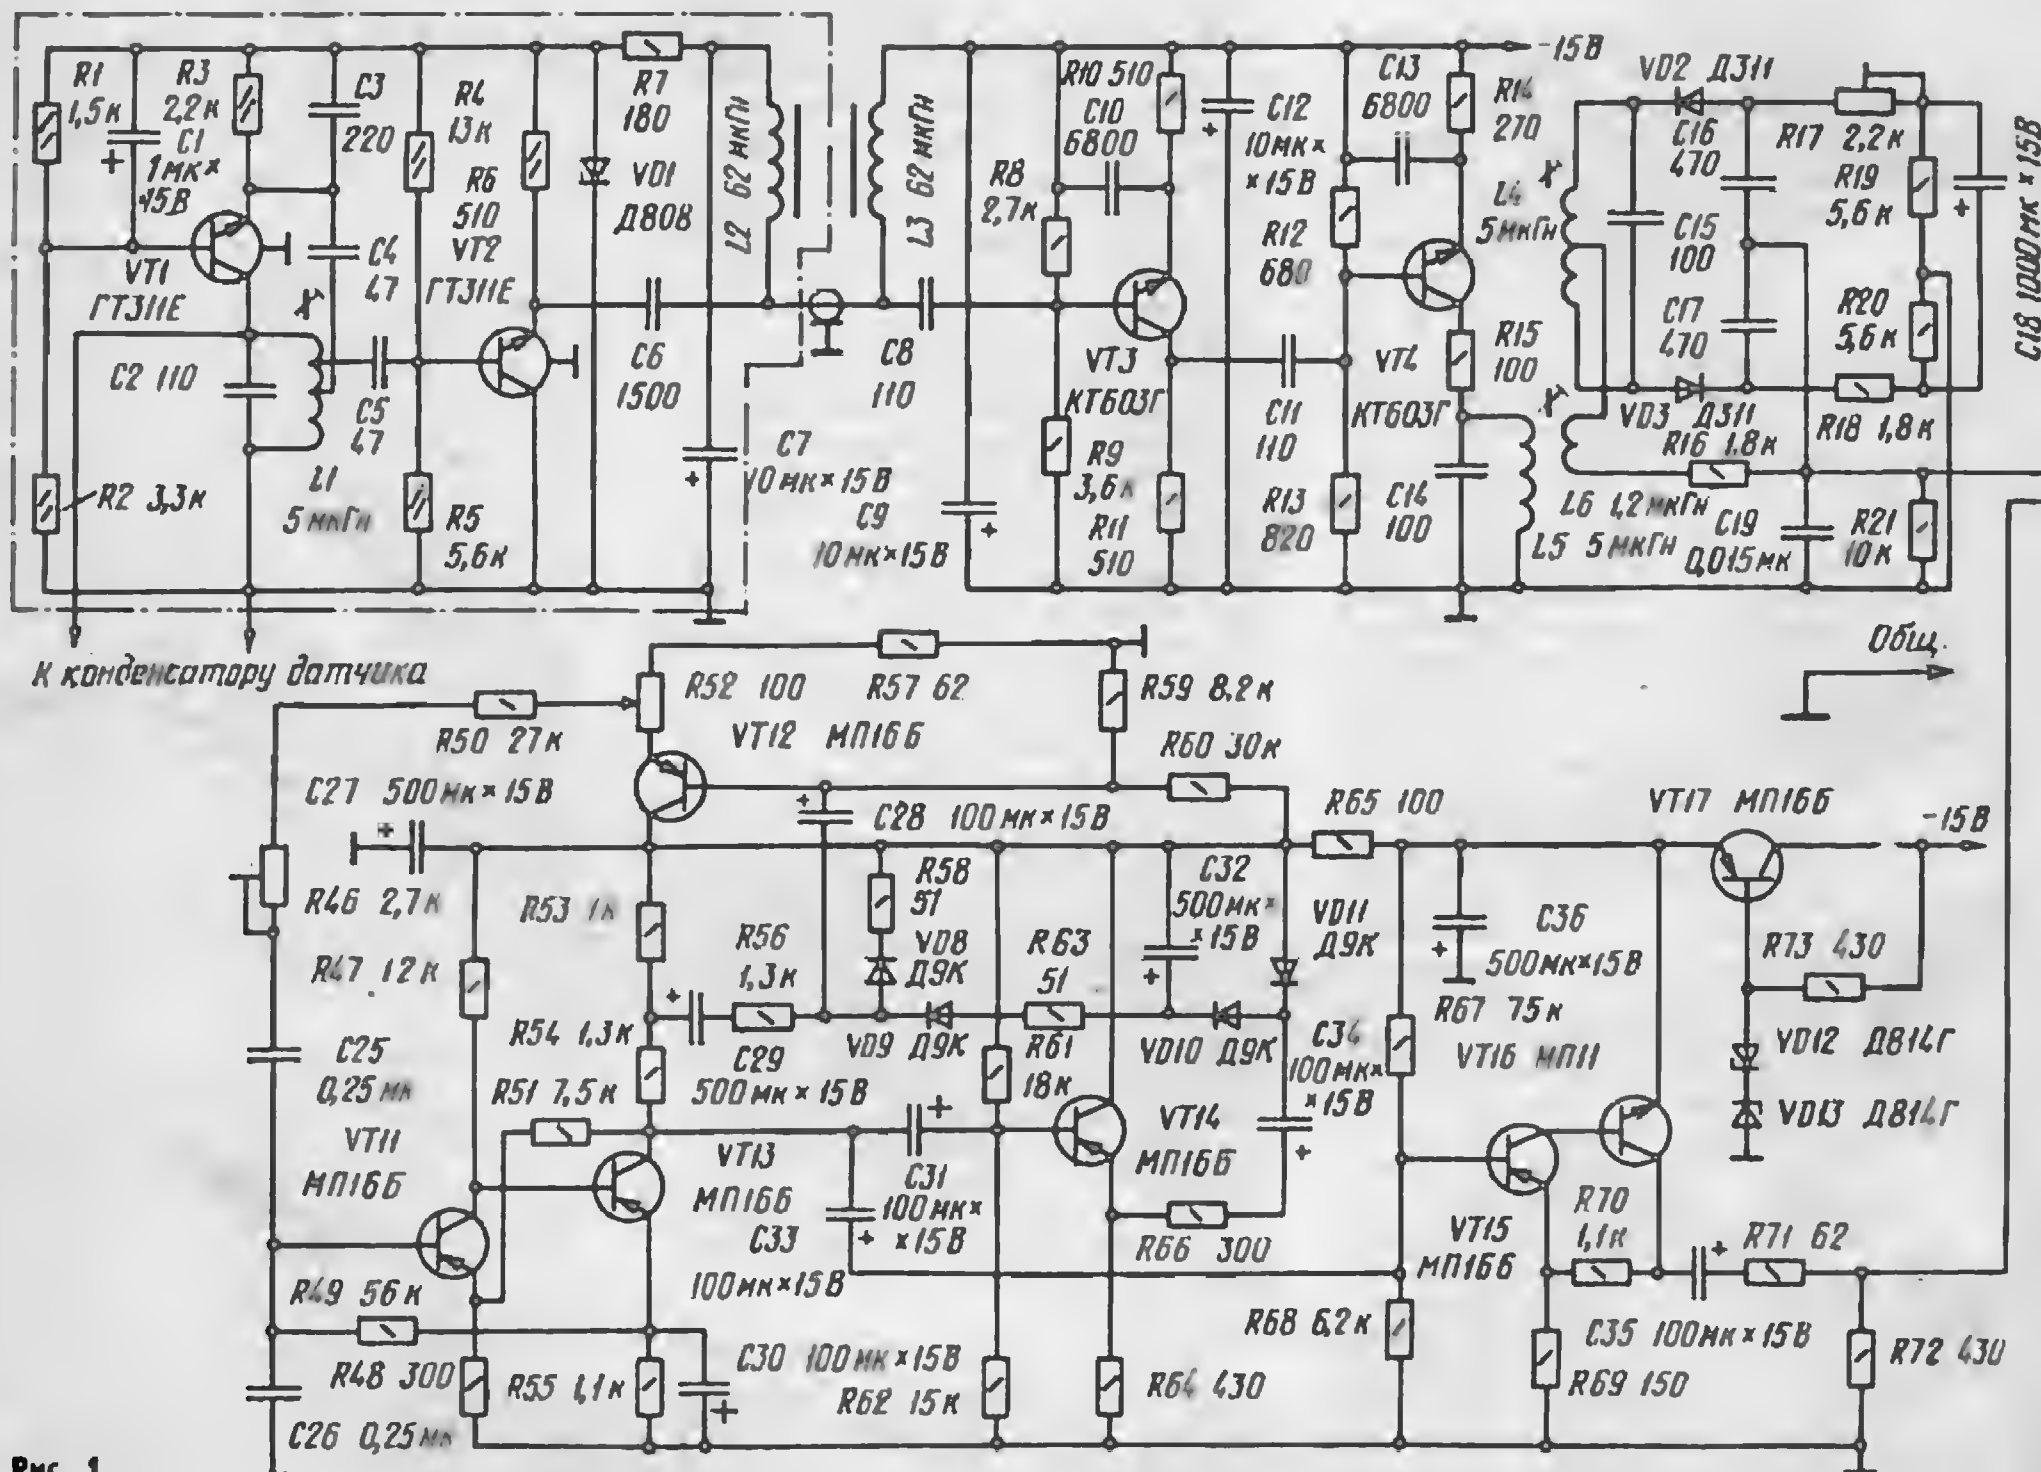 R1
1,5к
R3
2,2к
C1
1мк×
×15В
C3
220
R4
13к
R6
510
VT2
ГТ311Е
R7
180
VD1
Д808
L2 62 мкГн
L3 62 мкГн
VT1
ГТ311Е
C4
47
C2 110
C5
47
L1
5 мкГн
R2 3,3к
R5
5,6к
C6
1500
C7
10мк×15В
C8
110
C9
10мк×15В
К конденсатору датчика
R8
2,7к
R10 510
C10
6800
C12
10мк×
×15В
C13
6800
R14
270
-15В
R12
680
VT3
КТ603Г
C11
110
VT4
КТ603Г
R15
100
R9
3,6к
R11
510
R13
820
C14
100
VD2 Д311
L4
5мкГн
C16
470
C15
100
C17
470
R17 2,2к
R19
5,6к
R20
5,6к
C18 1000мк×15В
VD3 Д311
R16 1,8к
R18 1,8к
L6 1,2мкГн
L5 5мкГн
C19
0,015мк
R21
10к
Общ.
R50 27к
R52 100
R57 62
R59 8,2к
VT12 МП16Б
R60 30к
C27 500мк×15В
C28 100мк×15В
R65 100
VT17 МП16Б
-15В
R46 2,7к
R47 12к
R53 1к
R58
51
VD8
Д9К
R56
1,3к
R63
51
C32
500мк×
×15В
VD11
Д9К
C36
500мк×15В
R73 430
R54 1,3к
C29
500мк×15В
VD9 Д9К
R61
18к
VD10 Д9К
C34
100мк×
×15В
R67 75к
VT16 МП11
VD12 Д814Г
VD13 Д814Г
C25
0,25мк
R51 7,5к
VT11
МП16Б
VT13
МП16Б
C31
100мк×
×15В
VT14
МП16Б
C33
100мк×15В
R66 300
VT15
МП16Б
R70
1,1к
R71 62
R49 56к
R68 6,2к
C35 100мк×15В
R72 430
R48 300
R55 1,1к
C30 100мк×15В
R62 15к
R64 430
R69 150
C26 0,25мк
Рис. 1